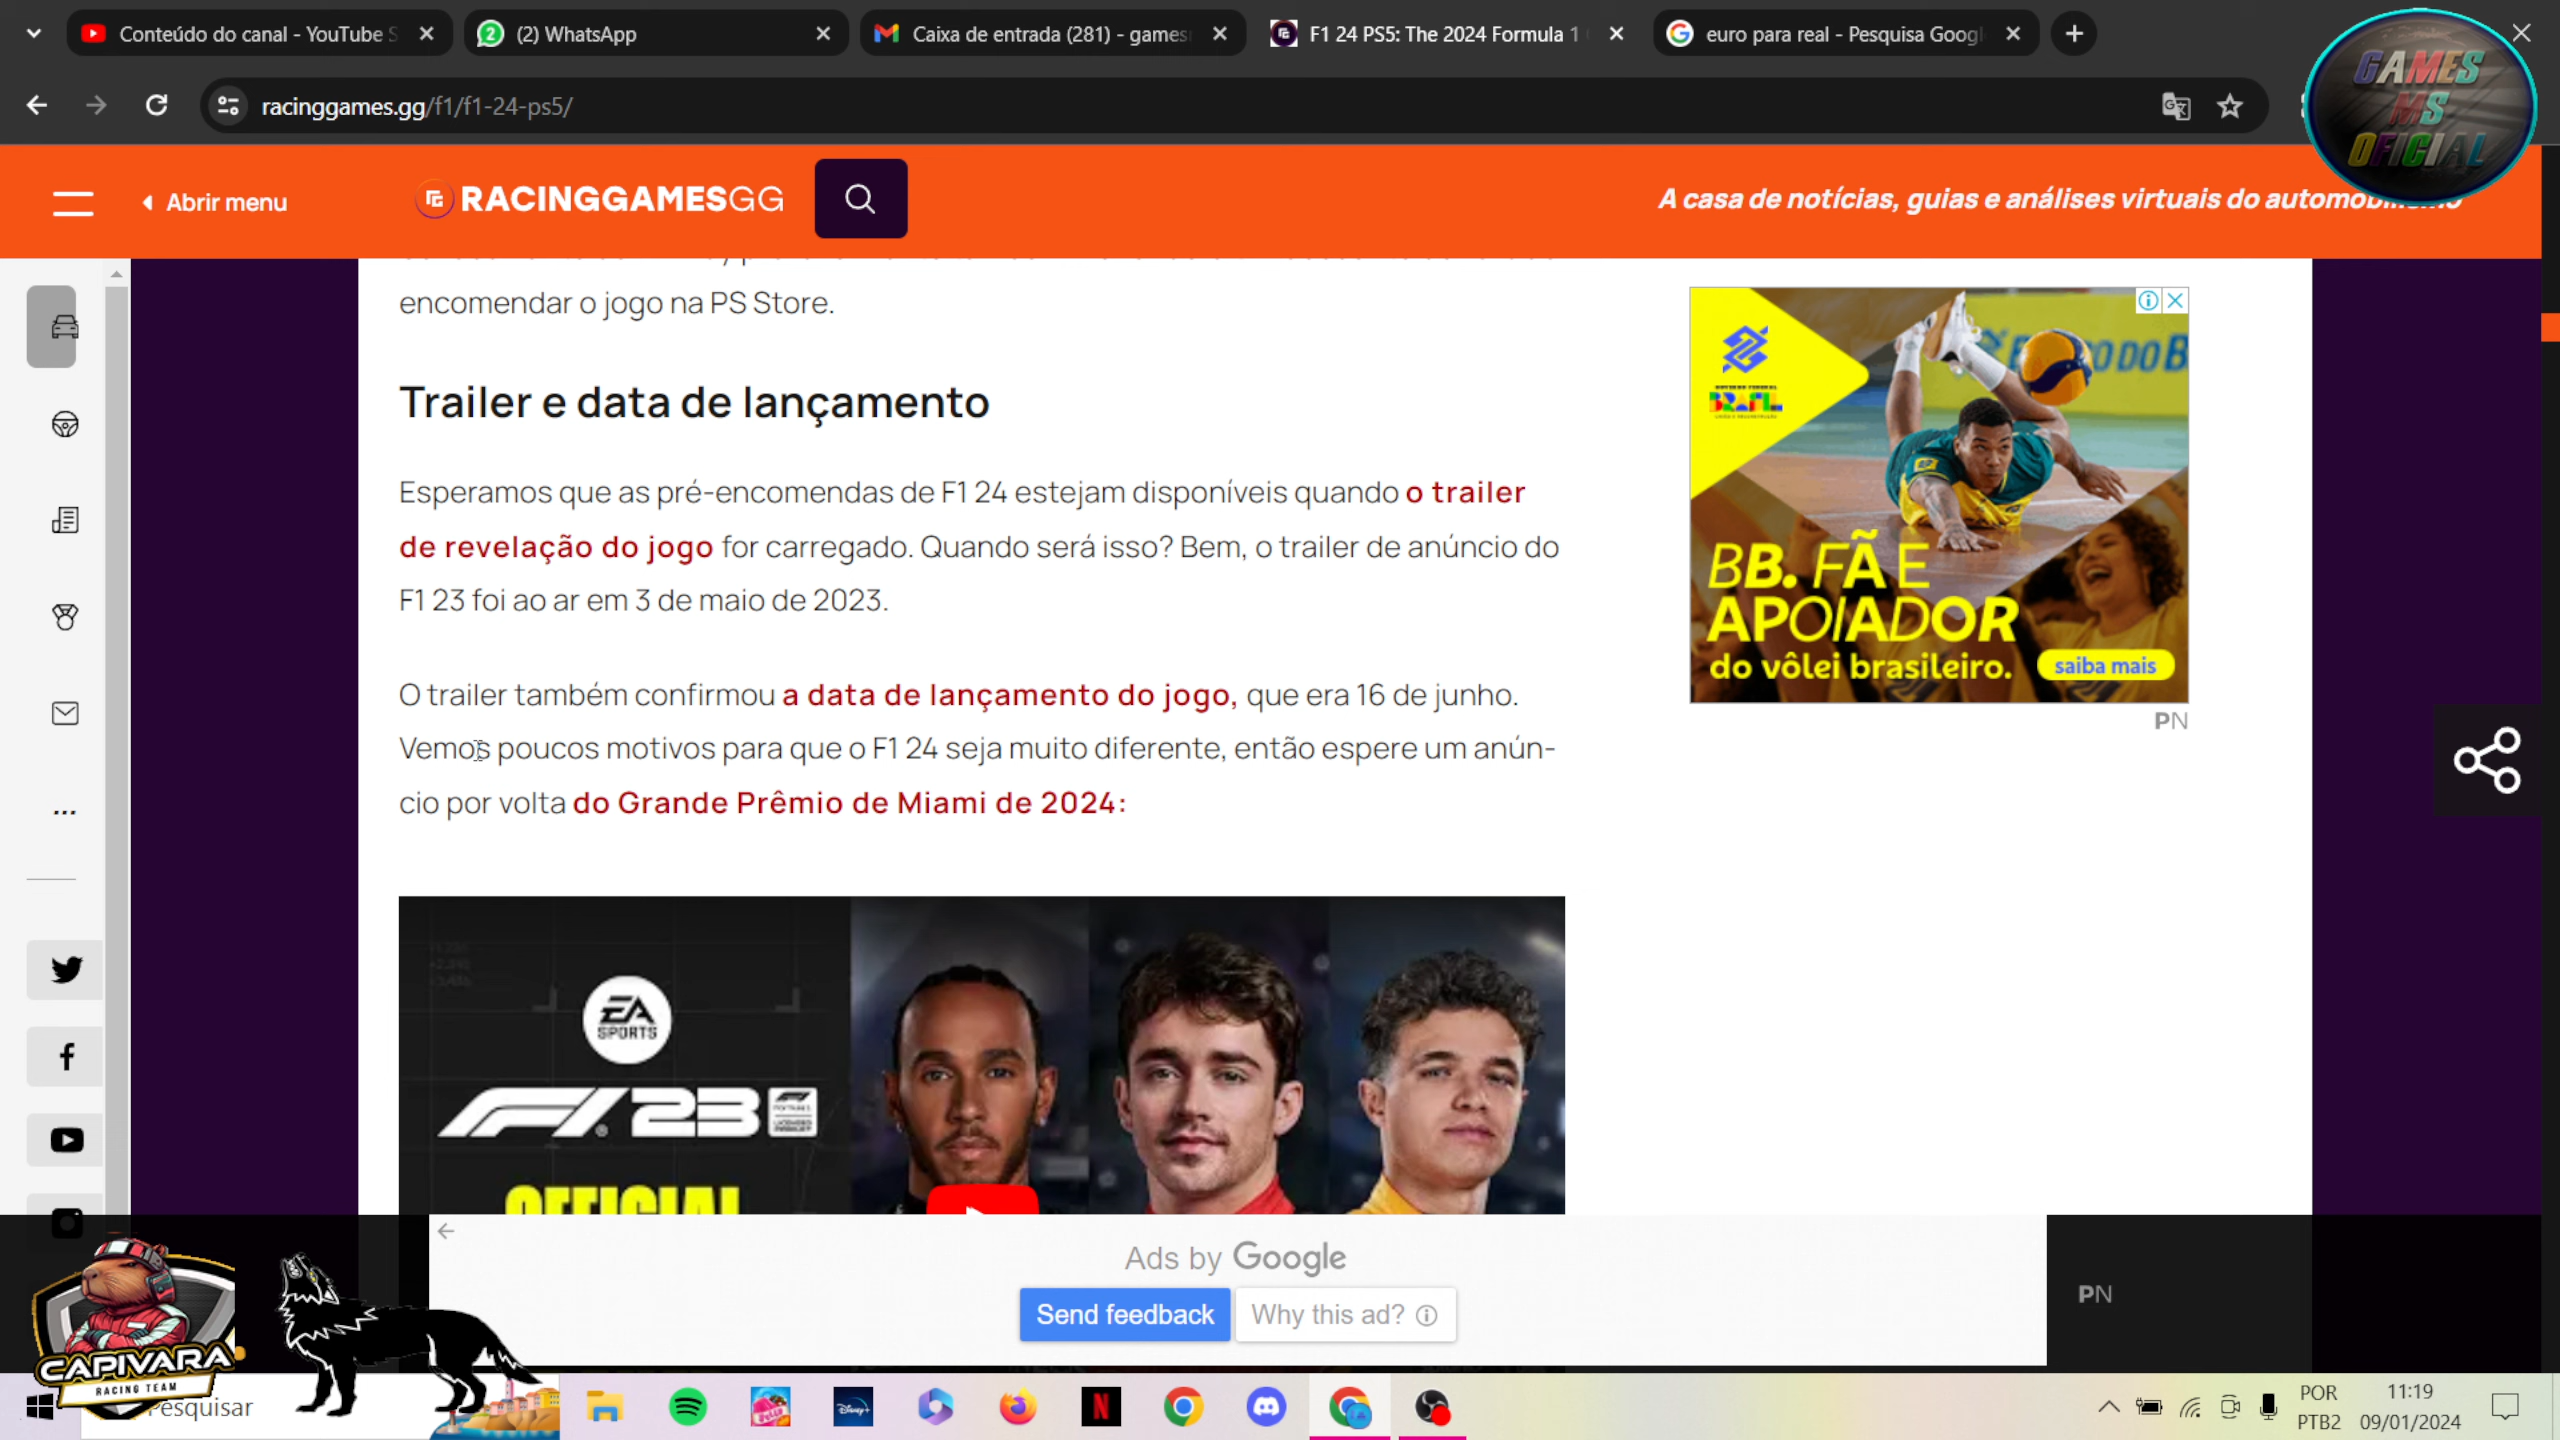 Conteúdo do canal - YouTube S
(2) WhatsApp
Caixa de entrada (281) - games
F1 24 PS5: The 2024 Formula 1
euro para real - Pesquisa Googl
racinggames.gg/f1/f1-24-ps5/
GAMES
MS
OFICIAL
Abrir menu
RACINGGAMESGG
A casa de notícias, guias e análises virtuais do automobilismo
encomendar o jogo na PS Store.
Trailer e data de lançamento
Esperamos que as pré-encomendas de F1 24 estejam disponíveis quando o trailer
de revelação do jogo for carregado. Quando será isso? Bem, o trailer de anúncio do
F1 23 foi ao ar em 3 de maio de 2023.
O trailer também confirmou a data de lançamento do jogo, que era 16 de junho.
Vemos poucos motivos para que o F1 24 seja muito diferente, então espere um anún-
cio por volta do Grande Prêmio de Miami de 2024:
BRASIL
BB. FÃ E
APOIADOR
do vôlei brasileiro.
saiba mais
PN
EA
SPORTS
F1 23
OFFICIAL
Ads by Google
Send feedback
Why this ad?
PN
CAPIVARA
RACING TEAM
Pesquisar
Disney+
POR
PTB2
11:19
09/01/2024